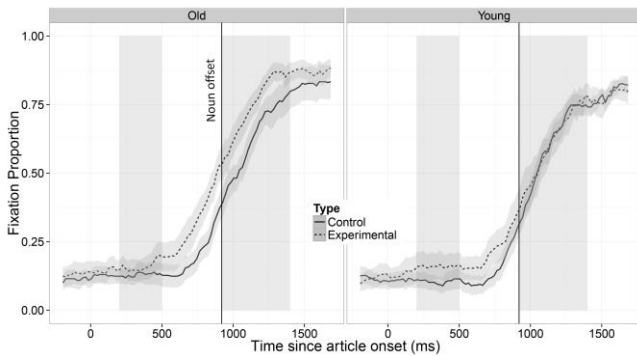 Old
Young
1.00
0.75
0.50
0.25
0.00
Fixation Proportion
Noun offset
Type
Control
Experimental
0 500 1000 1500
0 500 1000 1500
Time since article onset (ms)